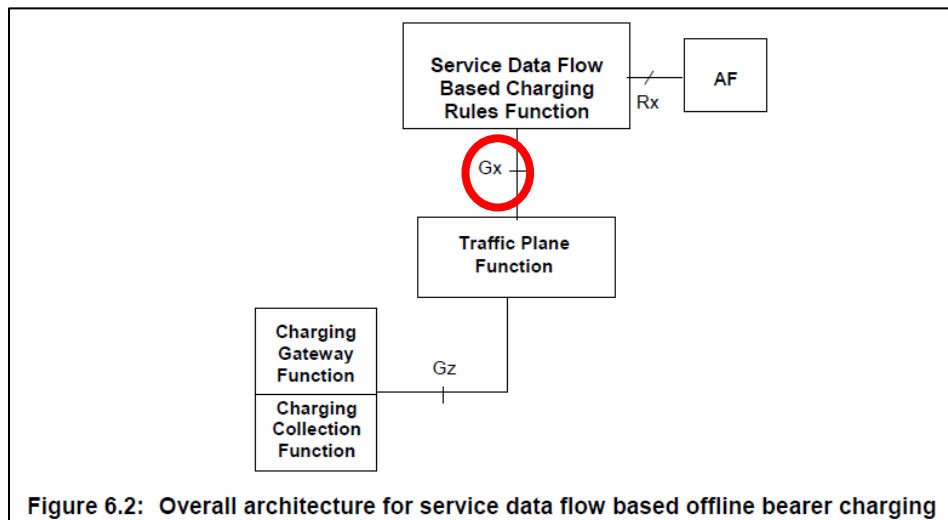 Service Data Flow
Based Charging
Rules Function
AF
Rx
Gx
Traffic Plane
Function
Charging
Gateway
Function
Gz
Charging
Collection
Function
Figure 6.2: Overall architecture for service data flow based offline bearer charging